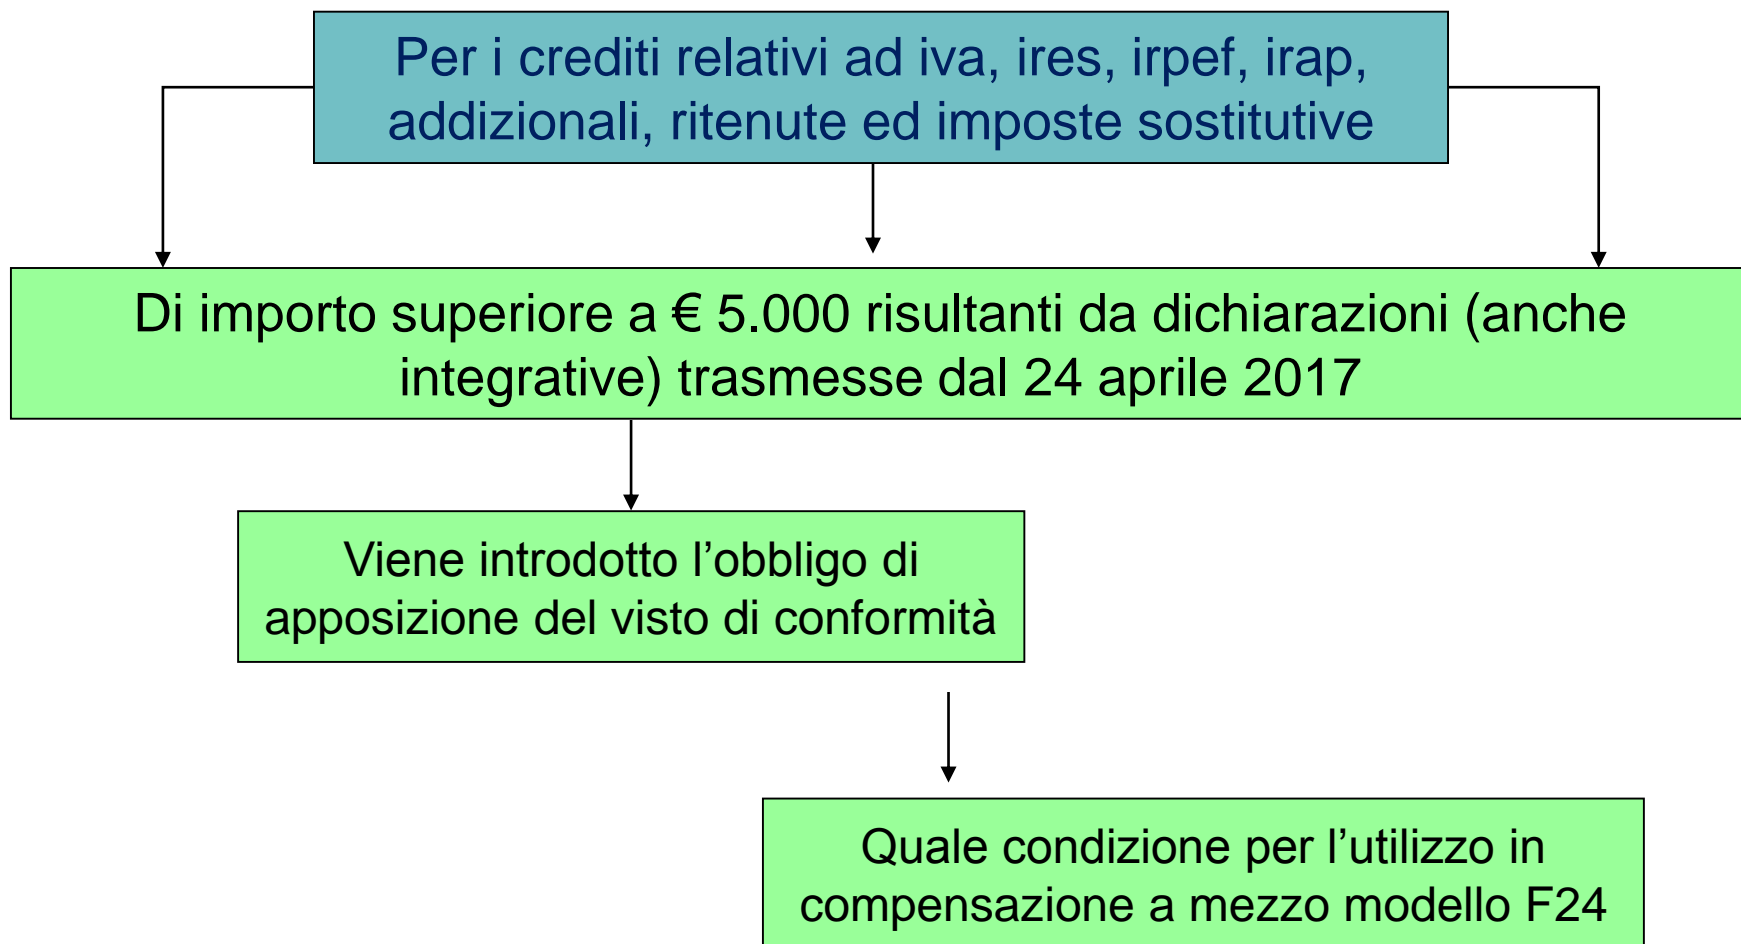 Per i crediti relativi ad iva, ires, irpef, irap,
addizionali, ritenute ed imposte sostitutive
Di importo superiore a € 5.000 risultanti da dichiarazioni (anche
integrative) trasmesse dal 24 aprile 2017
Viene introdotto l’obbligo di
apposizione del visto di conformità
Quale condizione per l’utilizzo in
compensazione a mezzo modello F24